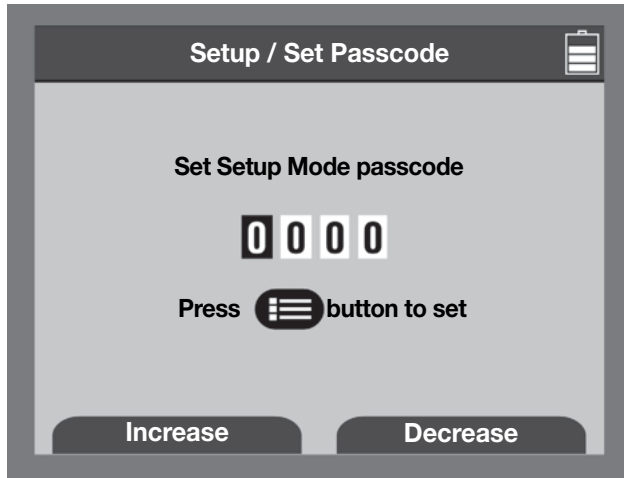 Setup / Set Passcode
Set Setup Mode passcode
0 0 0 0
Press button to set
Increase Decrease